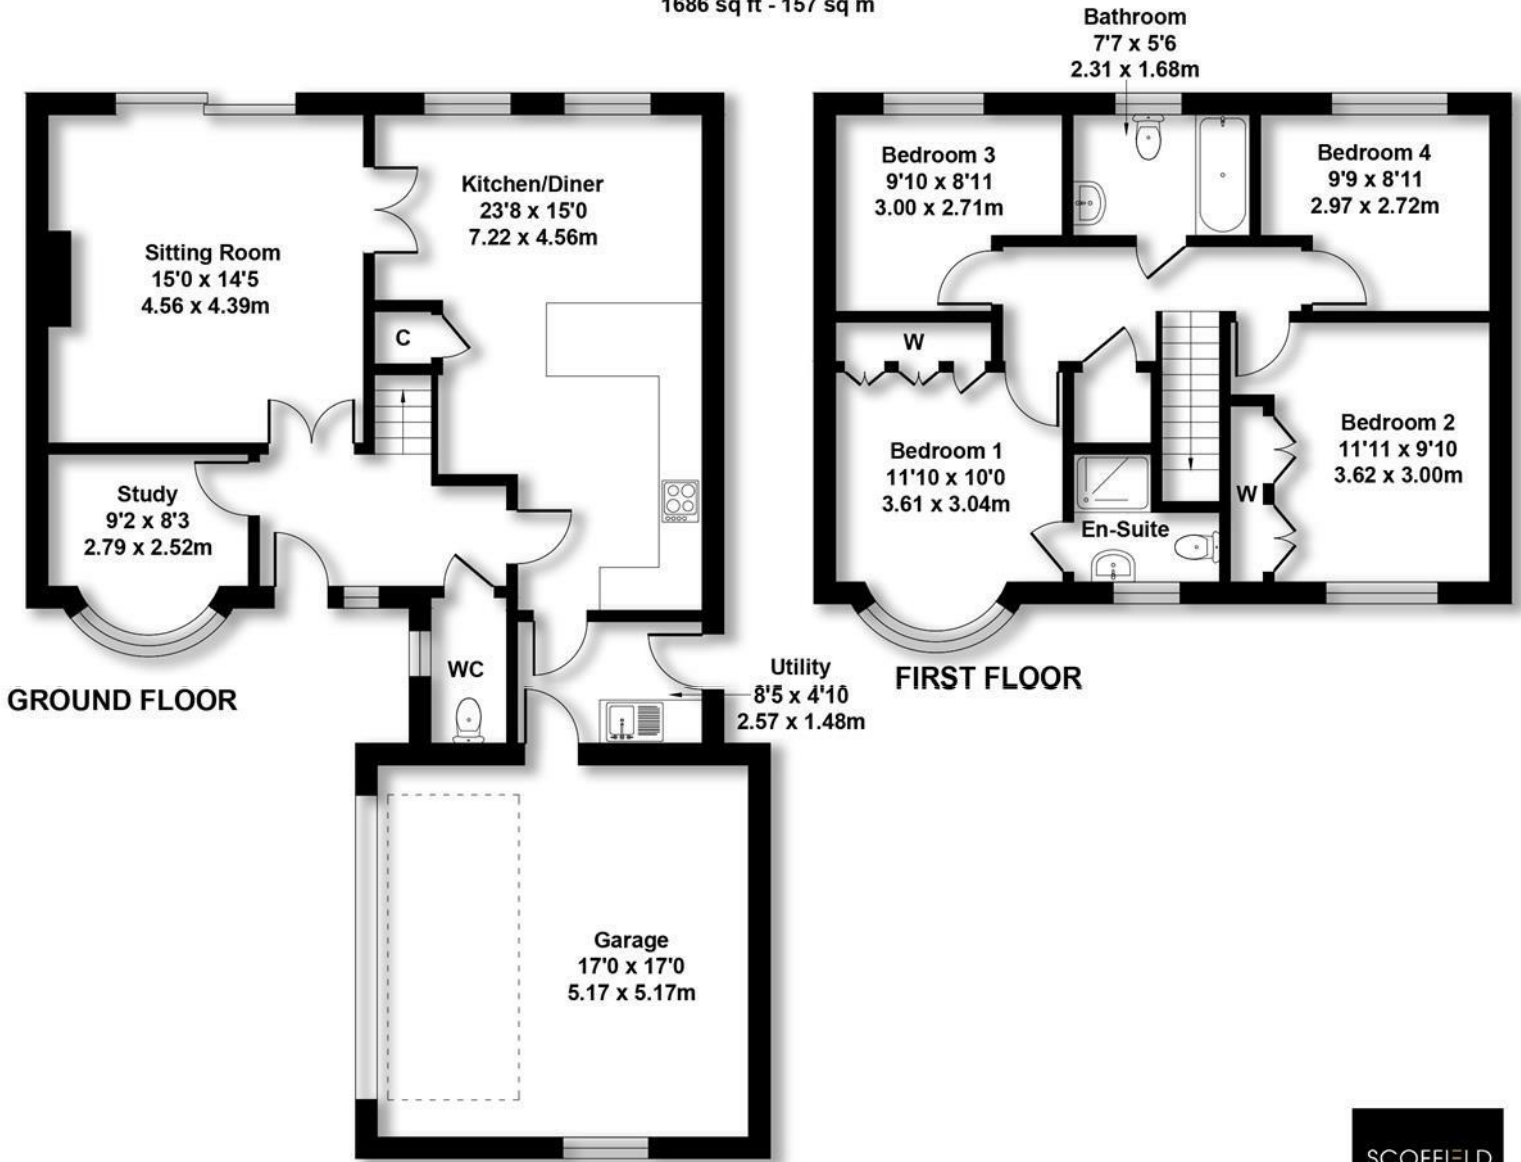 1686 sq ft - 157 sq m
Bathroom
7'7 x 5'6
2.31 x 1.68m
Sitting Room
15'0 x 14'5
4.56 x 4.39m
Kitchen/Diner
23'8 x 15'0
7.22 x 4.56m
C
Study
9'2 x 8'3
2.79 x 2.52m
WC
Utility
8'5 x 4'10
2.57 x 1.48m
Garage
17'0 x 17'0
5.17 x 5.17m
GROUND FLOOR
Bedroom 3
9'10 x 8'11
3.00 x 2.71m
Bedroom 4
9'9 x 8'11
2.97 x 2.72m
W
Bedroom 1
11'10 x 10'0
3.61 x 3.04m
En-Suite
W
Bedroom 2
11'11 x 9'10
3.62 x 3.00m
FIRST FLOOR
SCOFFIELD